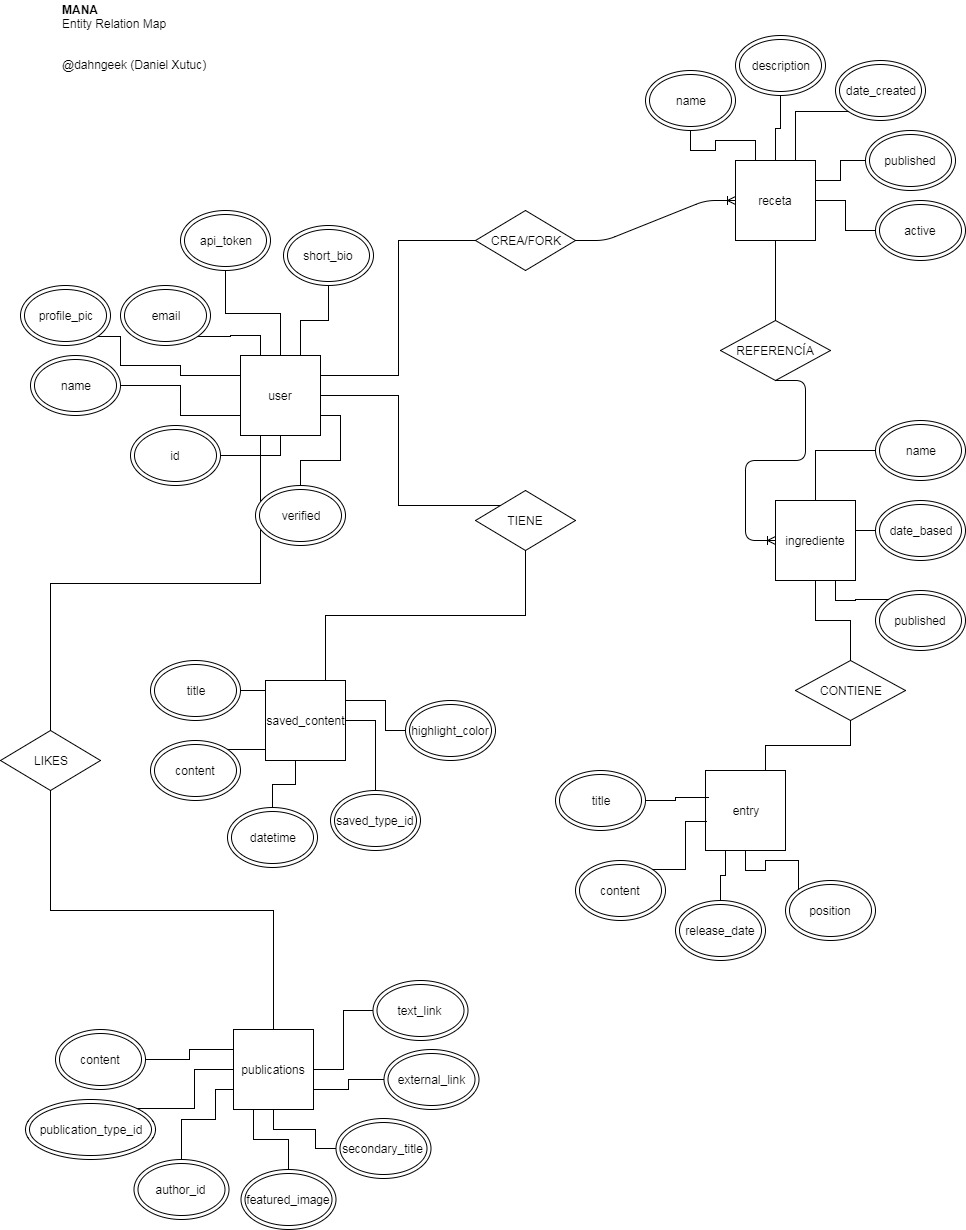 MANA
Entity Relation Map
@dahngeek (Daniel Xutuc)
description
name
date_created
published
receta
active
CREA/FORK
api_token
short_bio
profile_pic
email
name
user
id
verified
REFERENCÍA
TIENE
name
date_based
ingrediente
published
title
saved_content
highlight_color
content
datetime
saved_type_id
LIKES
CONTIENE
title
entry
content
release_date
position
text_link
content
publications
external_link
publication_type_id
secondary_title
author_id
featured_image